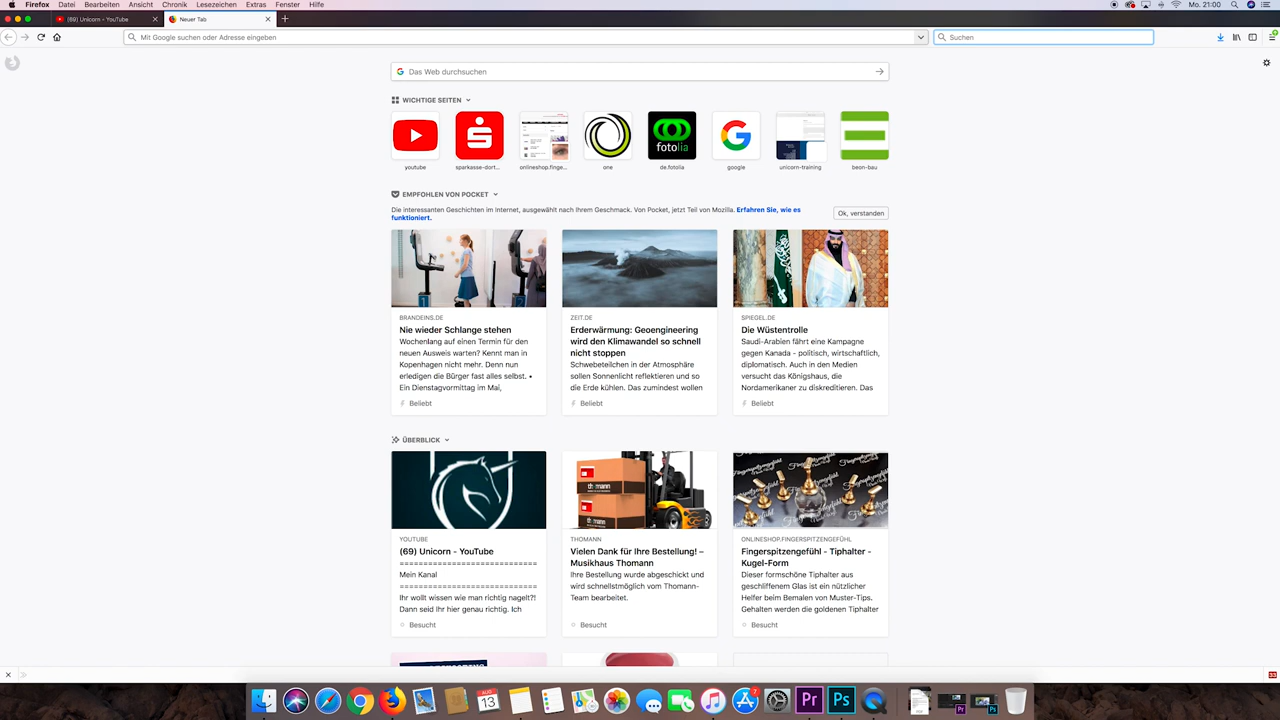 Firefox Datei Bearbeiten Ansicht Chronik Lesezeichen Extras Fenster Hilfe Mo. 21:00
(69) Unicorn - YouTube
Neuer Tab
Mit Google suchen oder Adresse eingeben
Suchen
Das Web durchsuchen
WICHTIGE SEITEN
fotolia
youtube
sparkasse-dort...
onlineshop.finge...
one
de.fotolia
google
unicorn-training
beon-bau
EMPFOHLEN VON POCKET
Die interessanten Geschichten im Internet, ausgewählt nach Ihrem Geschmack. Von Pocket, jetzt Teil von Mozilla. Erfahren Sie, wie es
funktioniert.
Ok, verstanden
BRANDEINS.DE
Nie wieder Schlange stehen
Wochenlang auf einen Termin für den
neuen Ausweis warten? Kennt man in
Kopenhagen nicht mehr. Denn nun
erledigen die Bürger fast alles selbst. •
Ein Dienstagvormittag im Mai,
Beliebt
ZEIT.DE
Erderwärmung: Geoengineering
wird den Klimawandel so schnell
nicht stoppen
Schwebeteilchen in der Atmosphäre
sollen Sonnenlicht reflektieren und so
die Erde kühlen. Das zumindest wollen
Beliebt
SPIEGEL.DE
Die Wüstentrolle
Saudi-Arabien fährt eine Kampagne
gegen Kanada - politisch, wirtschaftlich,
diplomatisch. Auch in den Medien
versucht das Königshaus, die
Nordamerikaner zu diskreditieren. Das
Beliebt
ÜBERBLICK
YOUTUBE
(69) Unicorn - YouTube
=============================
Mein Kanal
=============================
Ihr wollt wissen wie man richtig nagelt?!
Dann seid Ihr hier genau richtig. Ich
Besucht
th•mann
THOMANN
Vielen Dank für Ihre Bestellung! –
Musikhaus Thomann
Ihre Bestellung wurde abgeschickt und
wird schnellstmöglich vom Thomann-
Team bearbeitet.
Besucht
Fingerspitzengefühl
ONLINESHOP.FINGERSPITZENGEFÜHL
Fingerspitzengefühl - Tiphalter -
Kugel-Form
Dieser formschöne Tiphalter aus
geschliffenem Glas ist ein nützlicher
Helfer beim Bemalen von Muster-Tips.
Gehalten werden die goldenen Tiphalter
Besucht
AUG
13
7
Pr
Ps
Pr
Ps